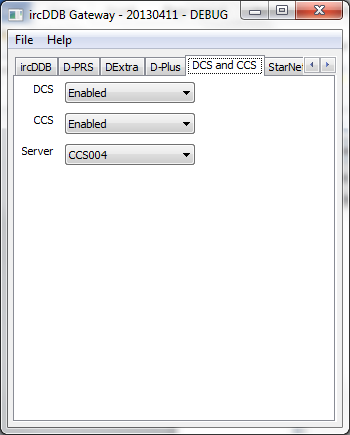 ircDDB Gateway - 20130411 - DEBUG
File Help
ircDDB D-PRS DExtra D-Plus DCS and CCS StarNet
DCS Enabled
CCS Enabled
Server CCS004